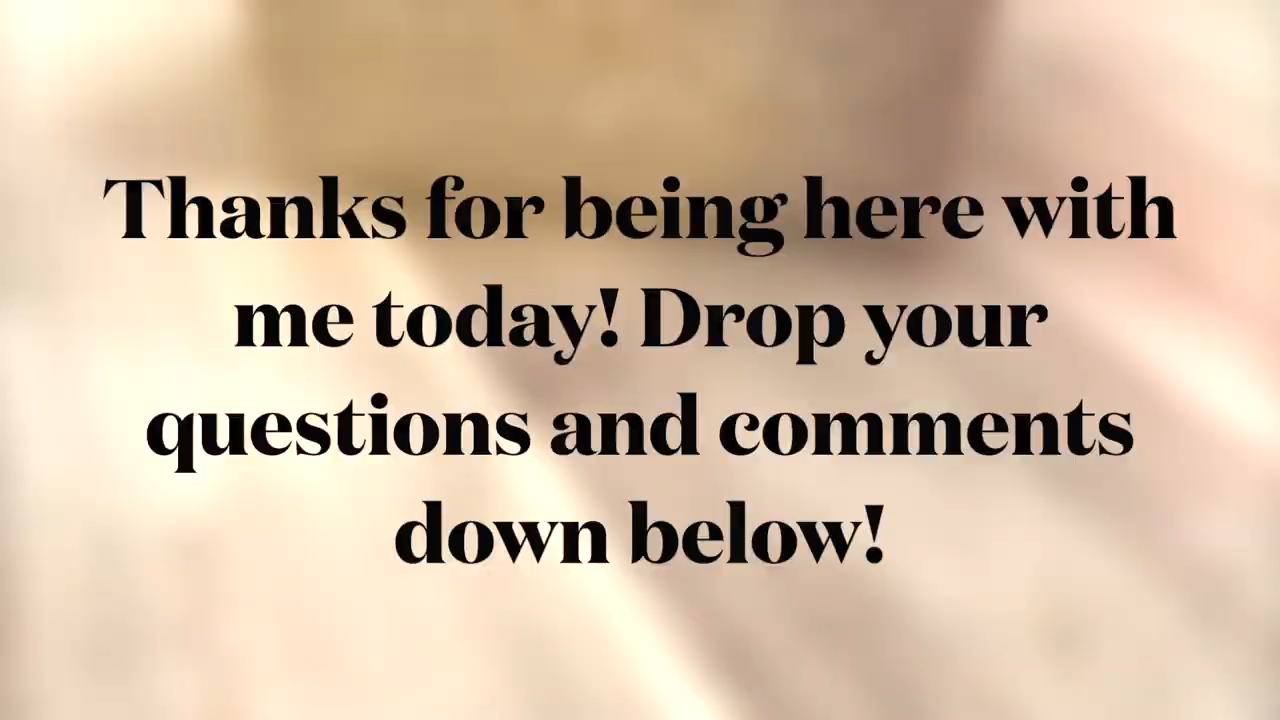 Thanks for being here with
me today! Drop your
questions and comments
down below!